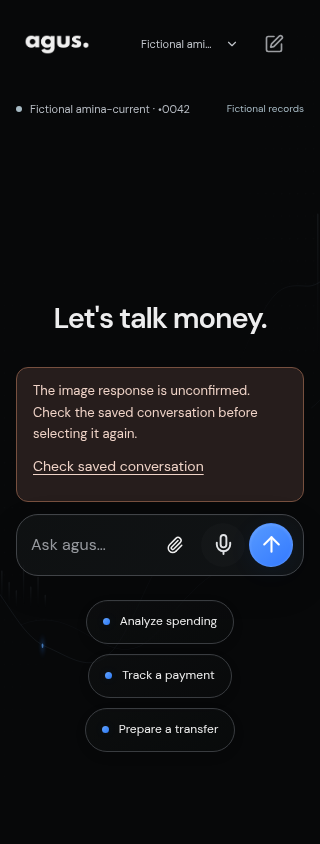 agus.
Fictional ami...
Fictional amina-current · •0042
Fictional records
Let's talk money.
The image response is unconfirmed.
Check the saved conversation before
selecting it again.
Check saved conversation
Ask agus...
Analyze spending
Track a payment
Prepare a transfer